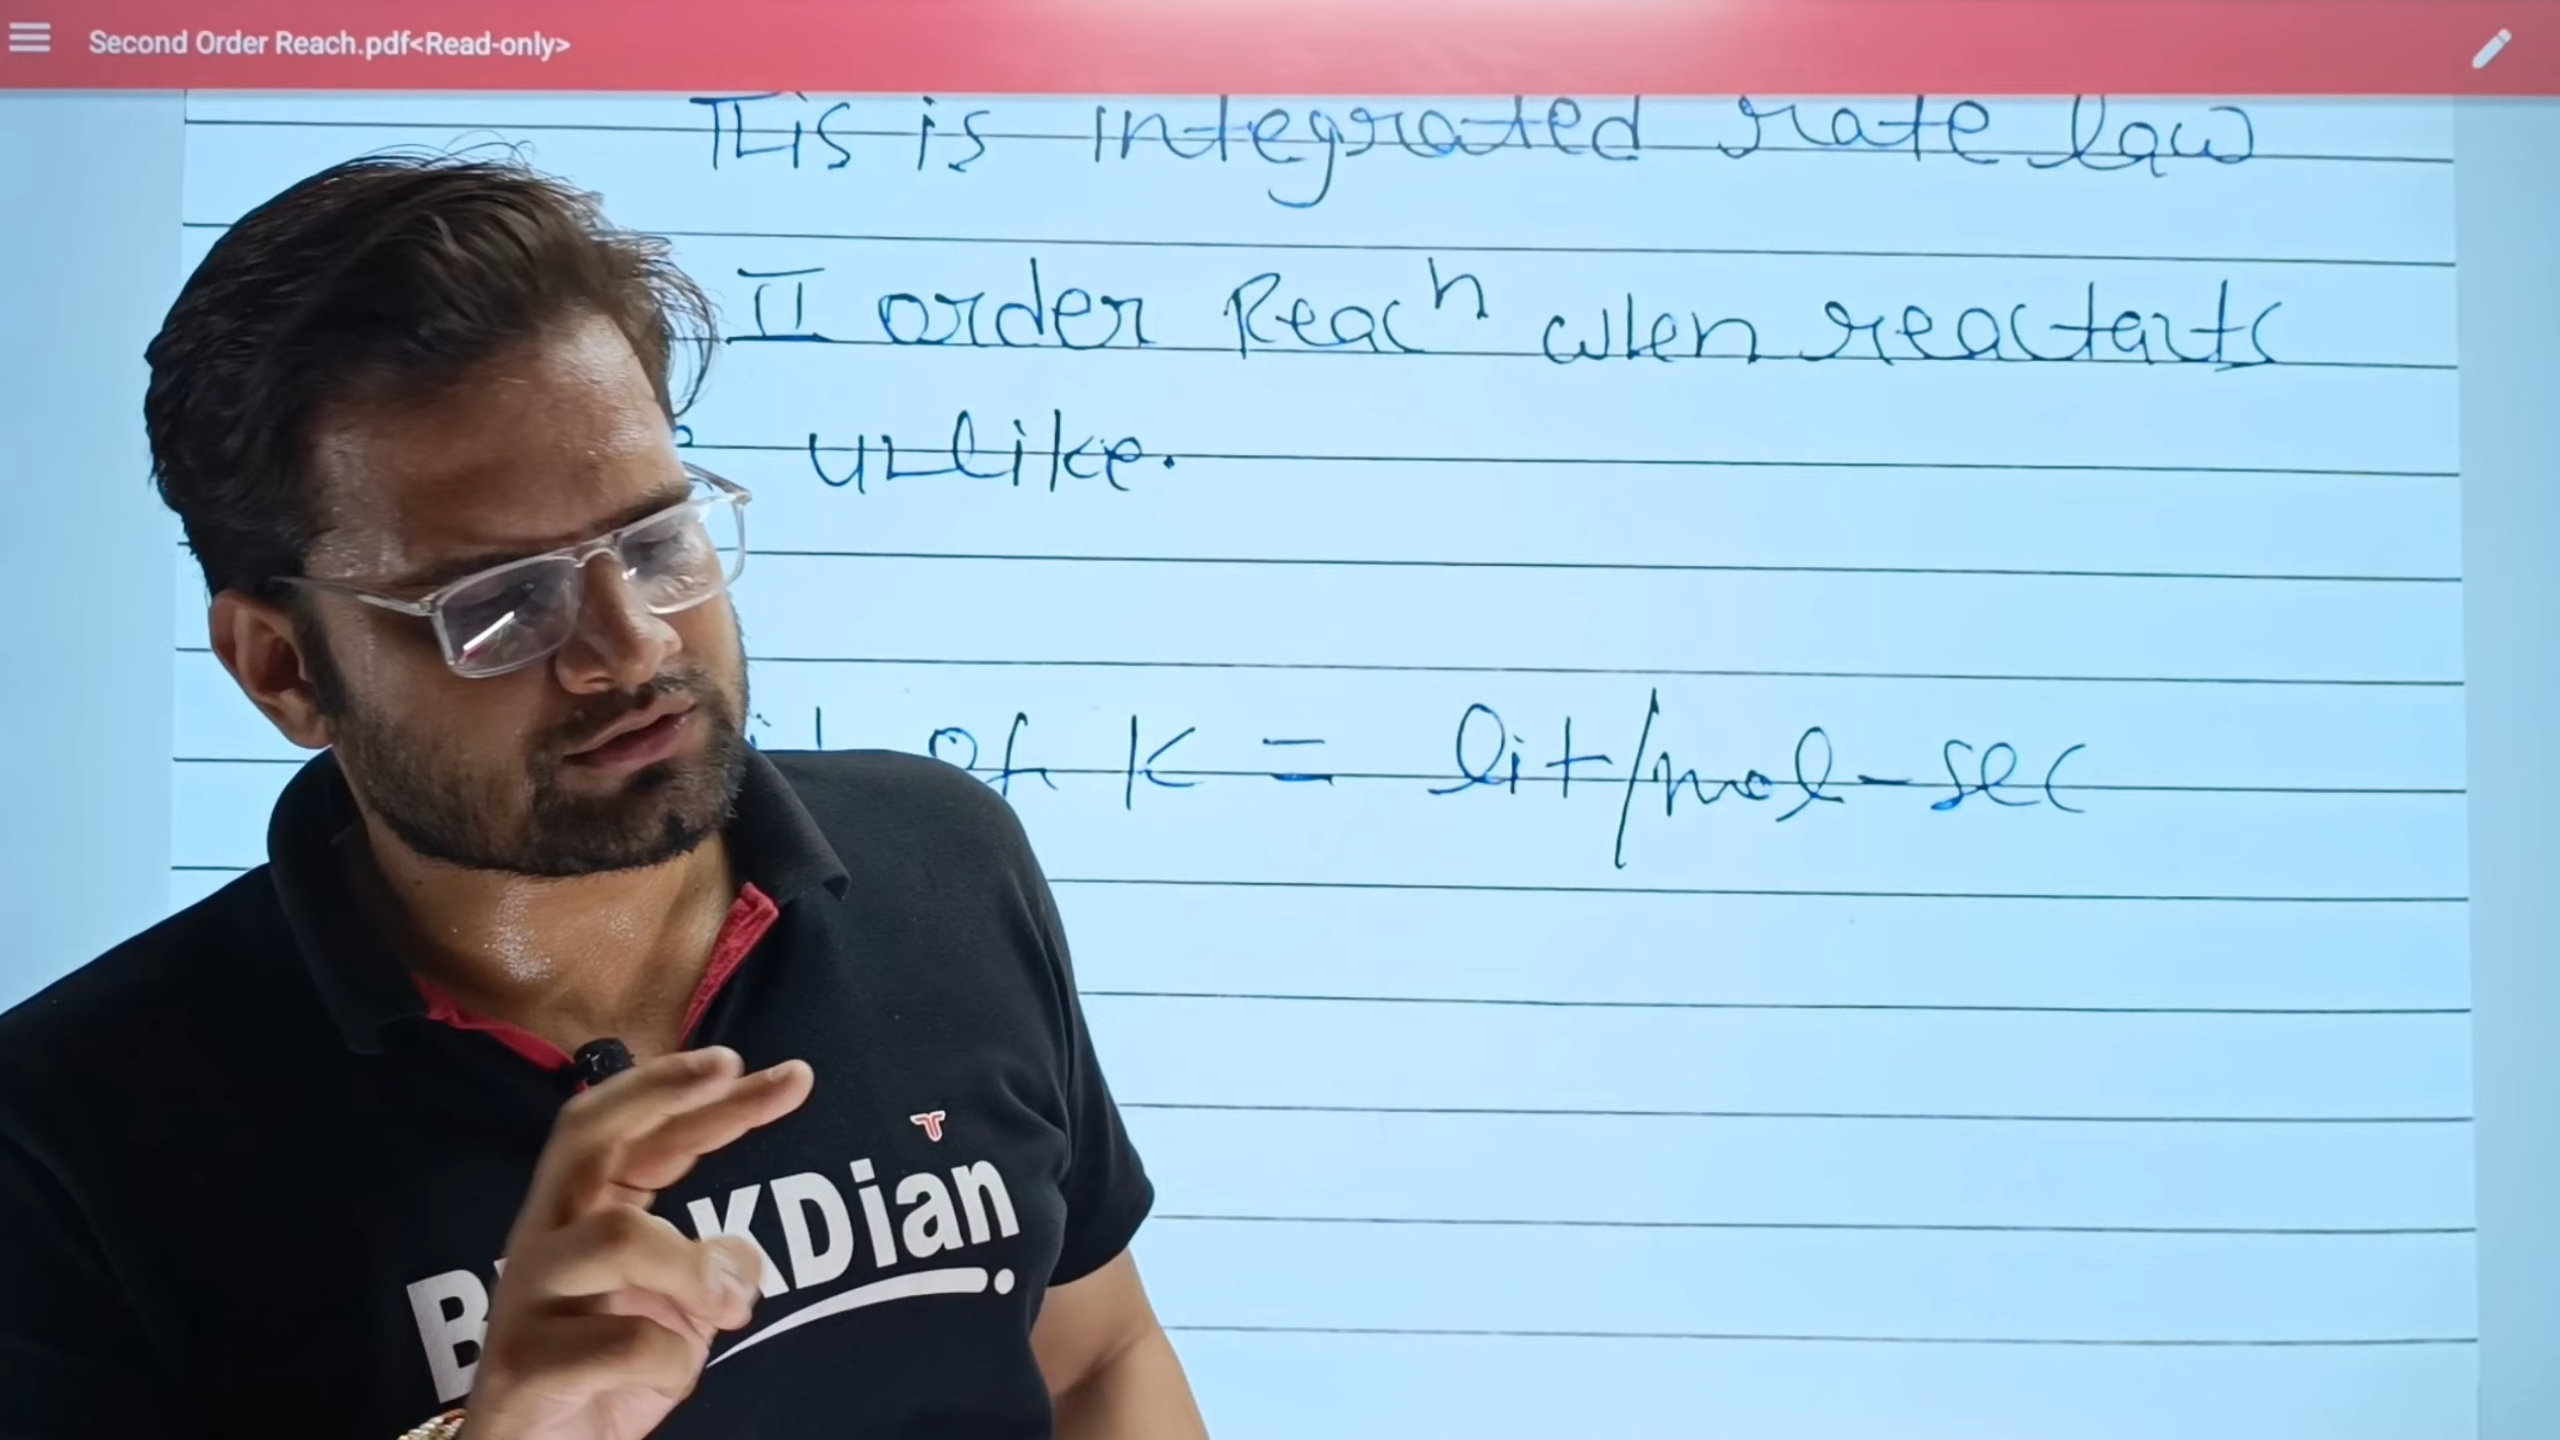 Second Order Reach.pdf<Read-only>
This is integrated rate law
II order Reacn when reactants
unlike.
of K = lit/mol-sec
KDian